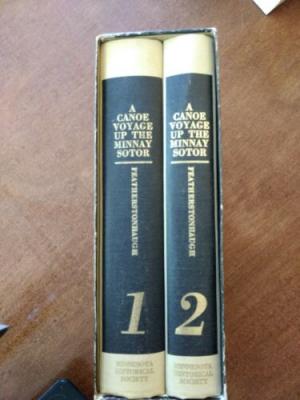 A
CANOE
VOYAGE
UP THE
MINNAY
SOTOR
FEATHERSTONHAUGH
1
MINNESOTA
HISTORICAL
SOCIETY
A
CANOE
VOYAGE
UP THE
MINNAY
SOTOR
FEATHERSTONHAUGH
2
MINNESOTA
HISTORICAL
SOCIETY